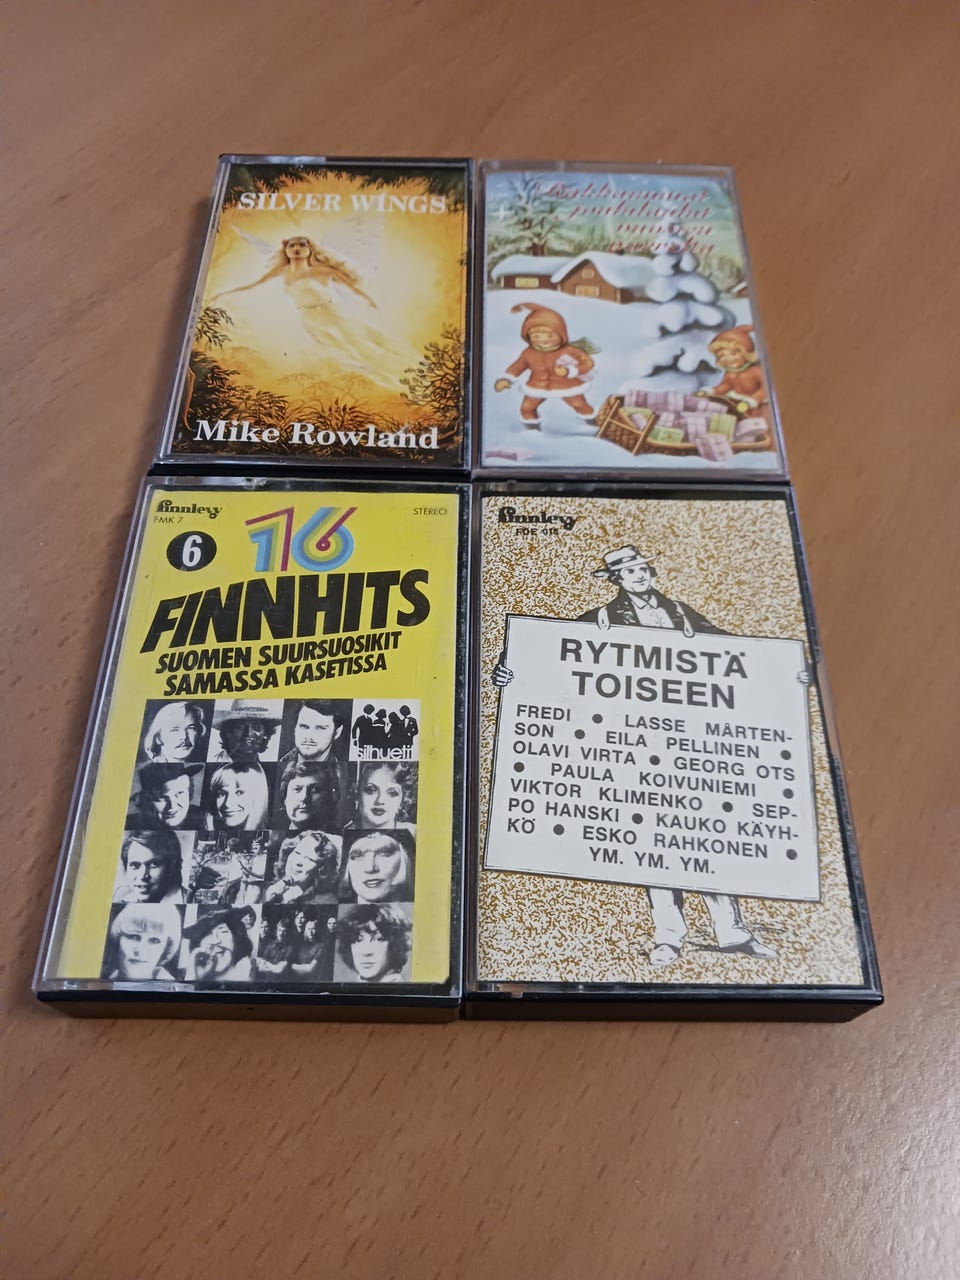 SILVER WINGS
Mike Rowland
finnlevy
FMK 7
STEREO
6
16
FINNHITS
SUOMEN SUURSUOSIKIT
SAMASSA KASETISSA
silhuetit
finnlevy
RYTMISTÄ
TOISEEN
FREDI ● LASSE MÅRTEN-
SON ● EILA PELLINEN ●
OLAVI VIRTA ● GEORG OTS
● PAULA KOIVUNIEMI ●
VIKTOR KLIMENKO ● SEP-
PO HANSKI ● KAUKO KÄYH-
KÖ ● ESKO RAHKONEN ●
YM. YM. YM.